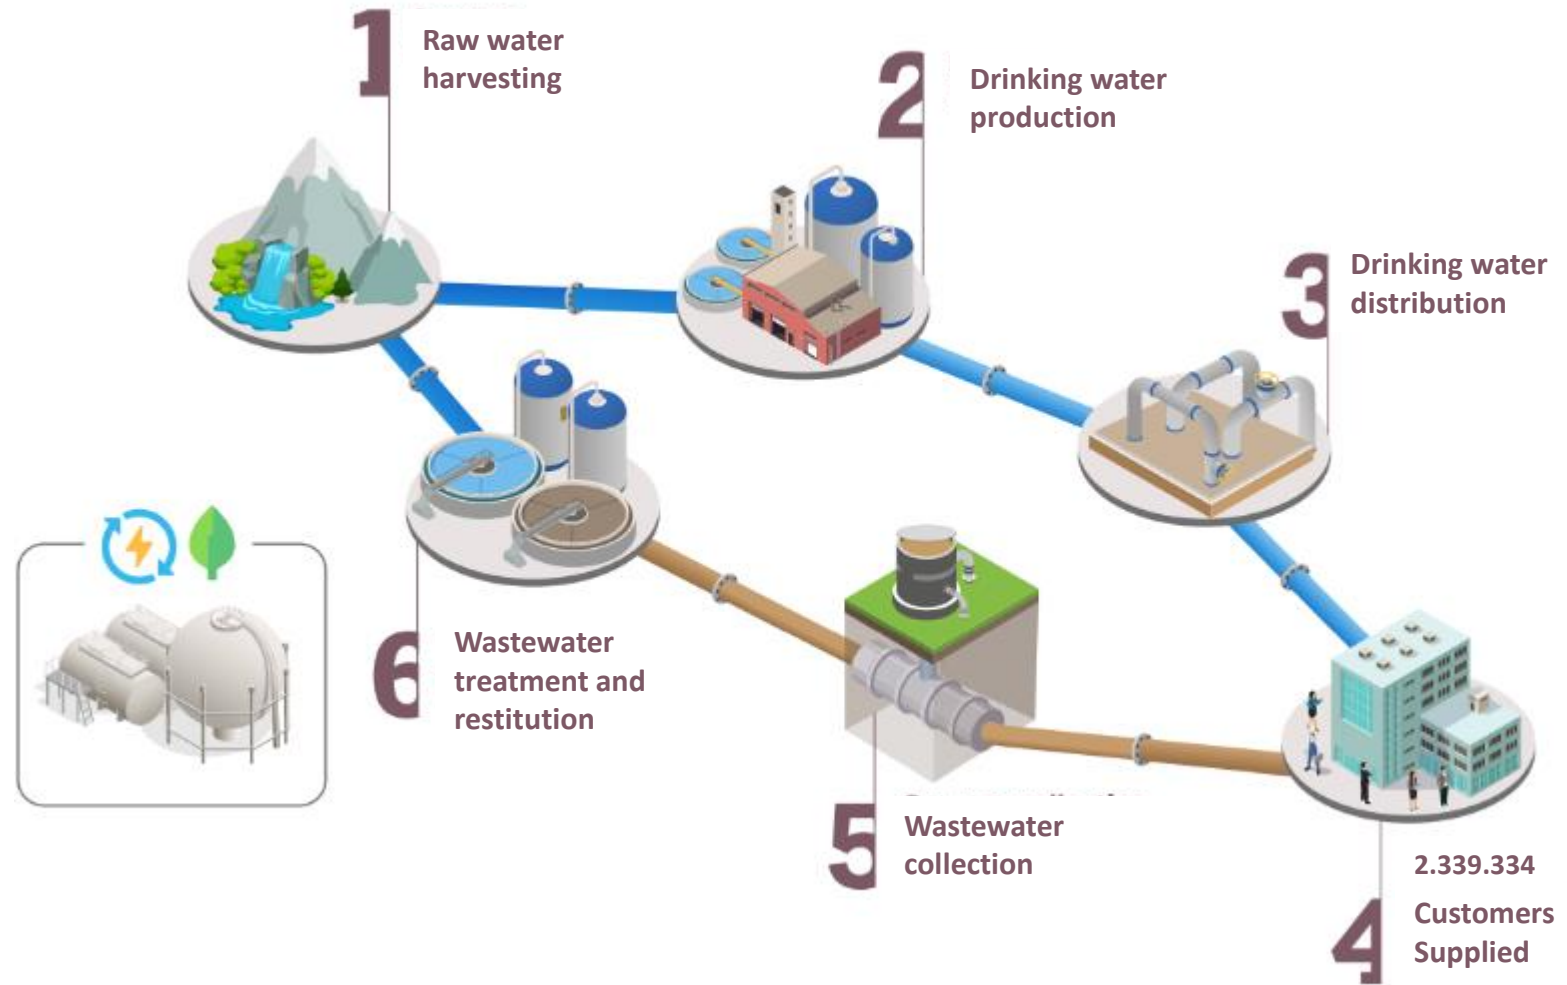 1
Raw water
harvesting
2
Drinking water
production
3
Drinking water
distribution
2.339.334
4
Customers
Supplied
5
Wastewater
collection
6
Wastewater
treatment and
restitution